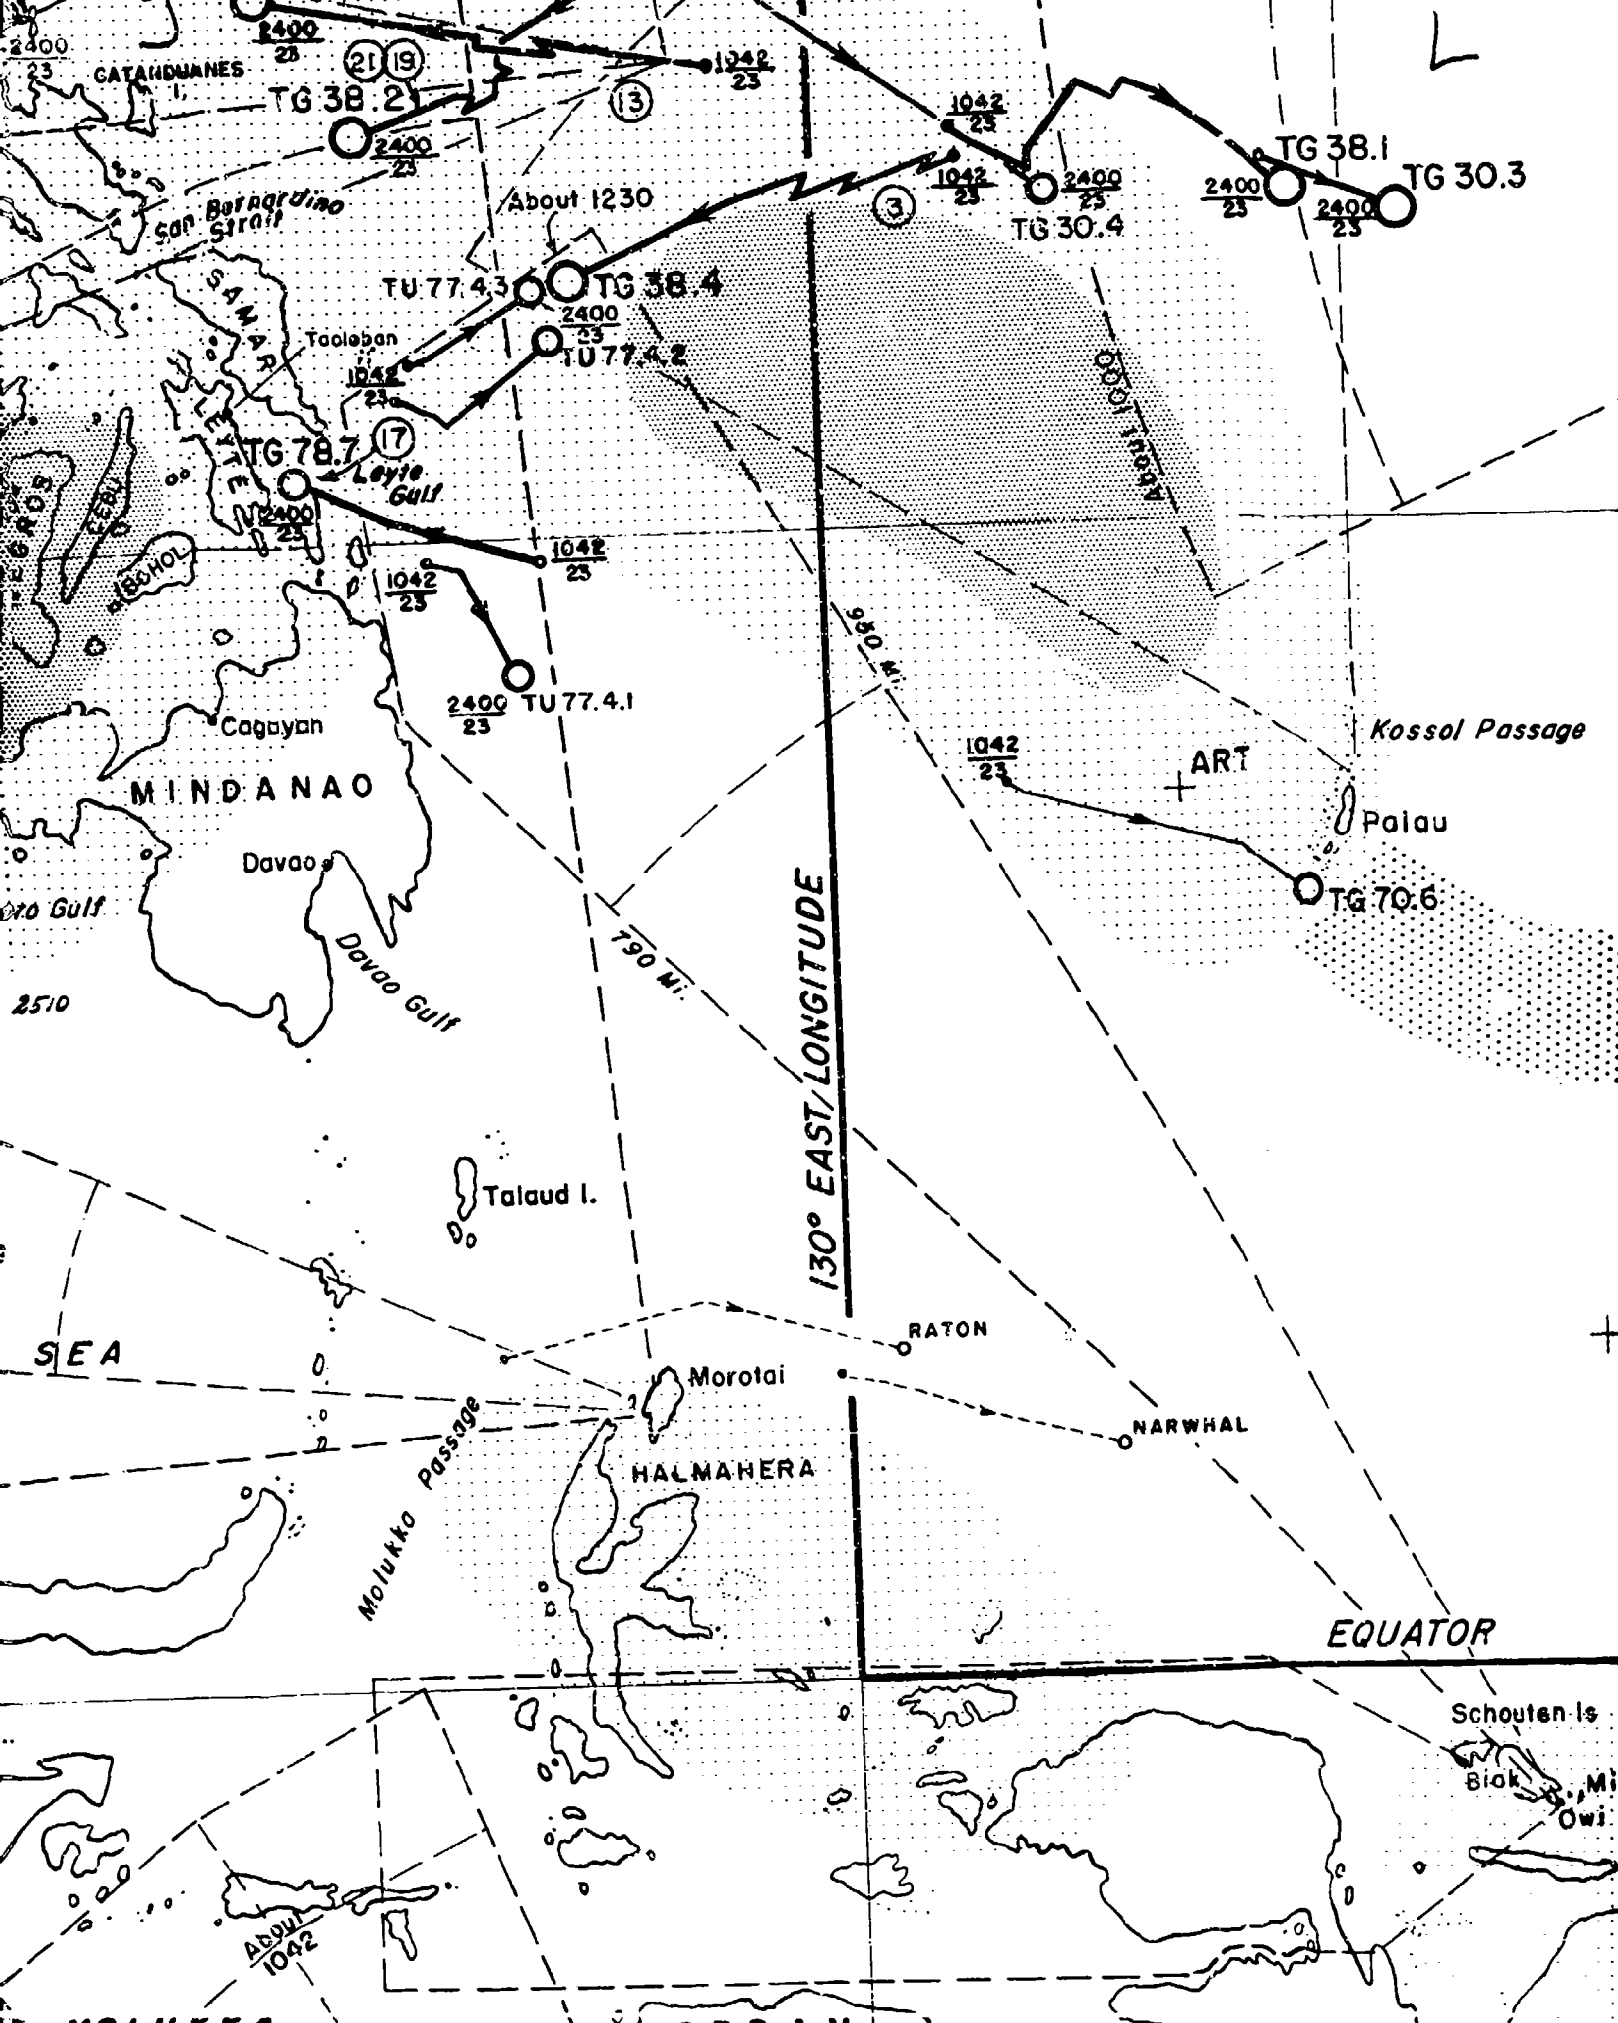 2400
23
2400
23
CATANDUANES
I.
21
19
1042
23
TG 38.2
13
2400
23
1042
23
TG 38.1
TG 30.3
1042
23
2400
23
2400
23
2400
23
3
TG 30.4
San Bernardino
Strait
About 1230
SAMAR
TU 77.4.3
TG 38.4
2400
23
TU 77.4.2
Tacloban
1042
23
About 1000
LEYTE
17
TG 78.7
Leyte
Gulf
2400
23
CEBU
BOHOL
1042
23
1042
23
950 Mi.
2400
23
TU 77.4.1
Cagayan
MINDANAO
1042
23
ART
Kossol Passage
Palau
Davao
TG 70.6
Gulf
Davao Gulf
790 Mi.
2510
130° EAST LONGITUDE
Talaud I.
RATON
SEA
Morotai
NARWHAL
Molukka Passage
HALMAHERA
EQUATOR
Schouten Is
Biak
Mi
Owi
About
1042